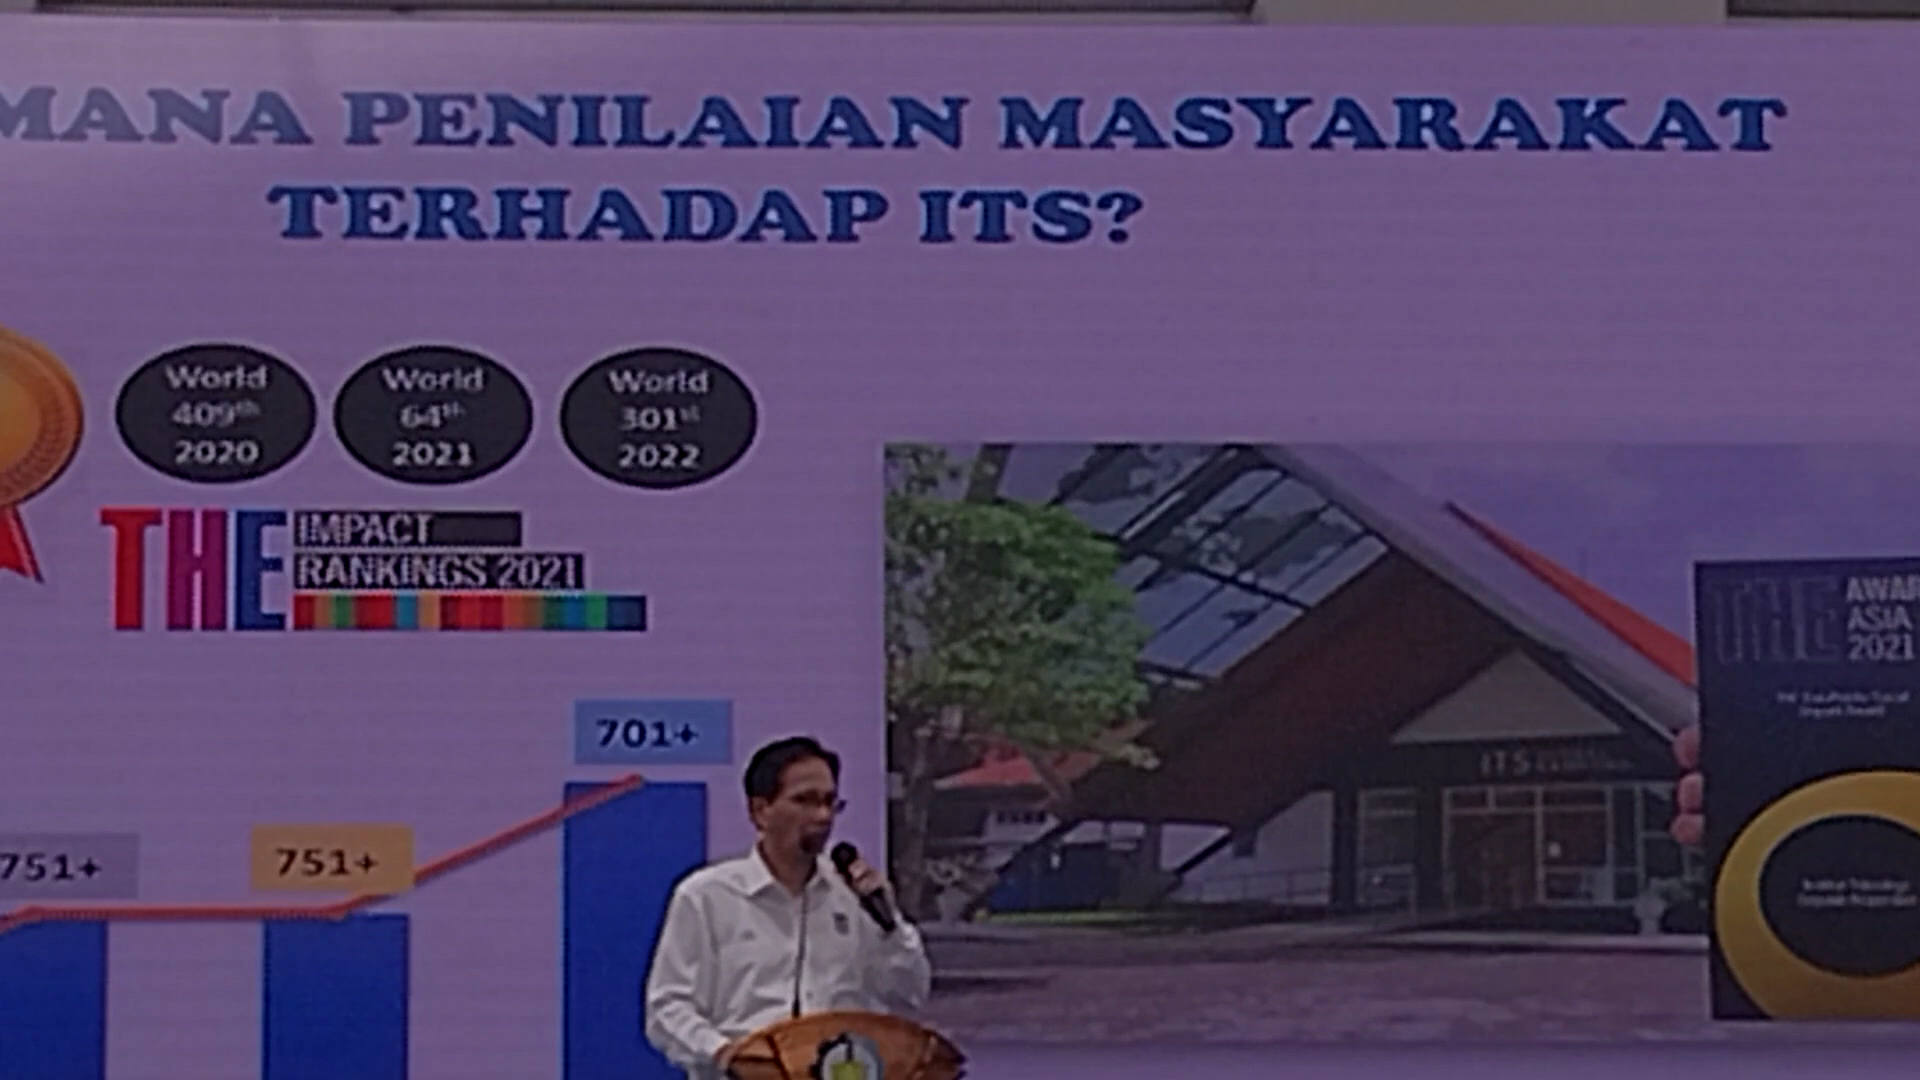 MANA PENILAIAN MASYARAKAT
TERHADAP ITS?
World
409th
2020
World
64th
2021
World
301st
2022
THE IMPACT
RANKINGS 2021
701+
751+
751+
ITS
THE AWAR
ASIA
2021